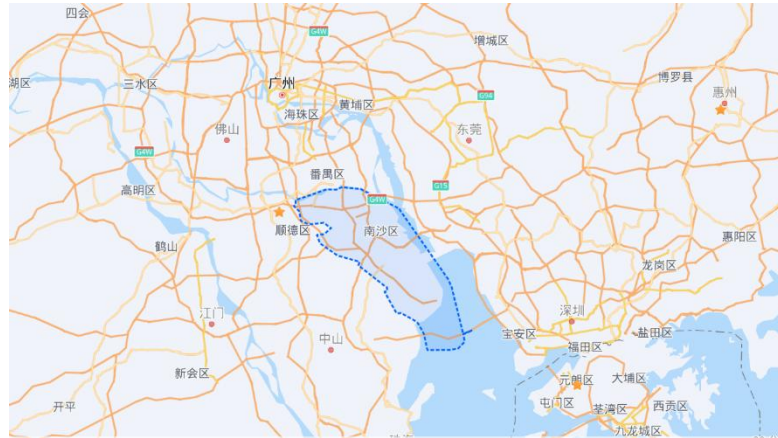 四会
G4W
增城区
湖区
三水区
广州
博罗县
惠州
G94
黄埔区
海珠区
佛山
东莞
G4W
番禺区
G15
高明区
G4W
顺德区
南沙区
惠阳区
鹤山
龙岗区
江门
深圳
中山
宝安区
盐田区
福田区
新会区
元朗区
大埔区
屯门区
荃湾区
西贡区
开平
九龙城区